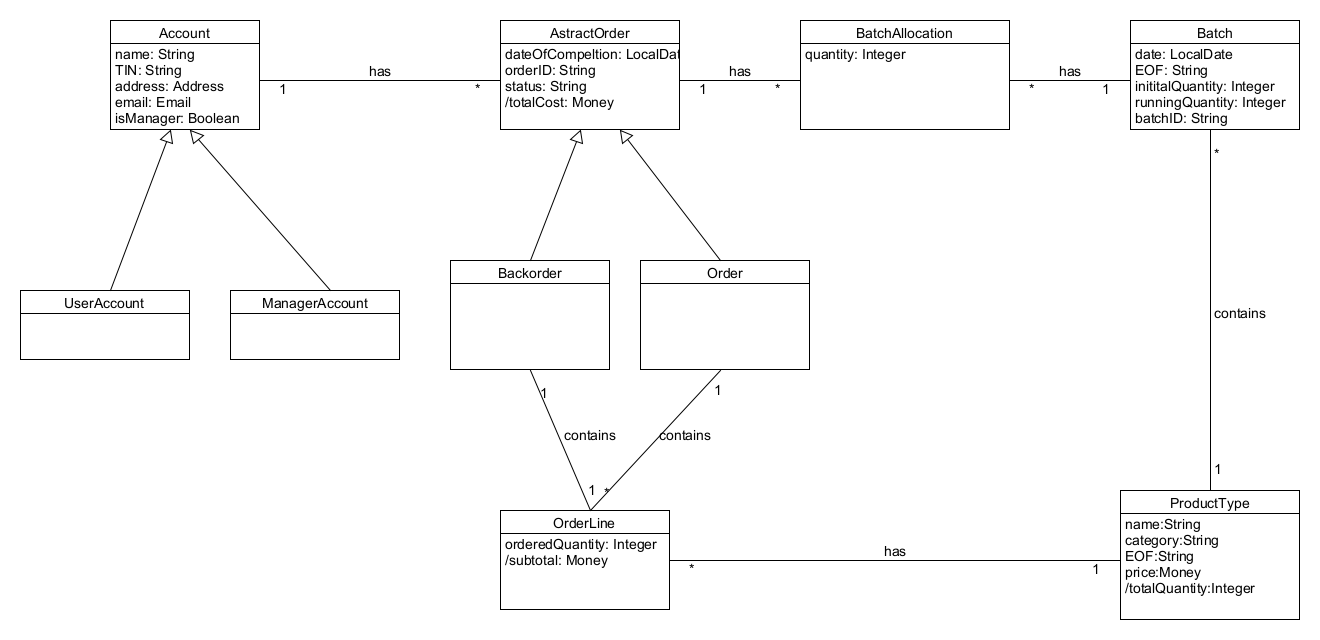 Account
name: String
TIN: String
address: Address
email: Email
isManager: Boolean
has
1
*
AstractOrder
dateOfCompeltion: LocalDat
orderID: String
status: String
/totalCost: Money
has
1
*
BatchAllocation
quantity: Integer
has
*
1
Batch
date: LocalDate
EOF: String
initialQuantity: Integer
runningQuantity: Integer
batchID: String
UserAccount
ManagerAccount
Backorder
Order
*
contains
1
1
contains
1
1
contains
*
OrderLine
orderedQuantity: Integer
/subtotal: Money
has
*
1
ProductType
name:String
category:String
EOF:String
price:Money
/totalQuantity:Integer